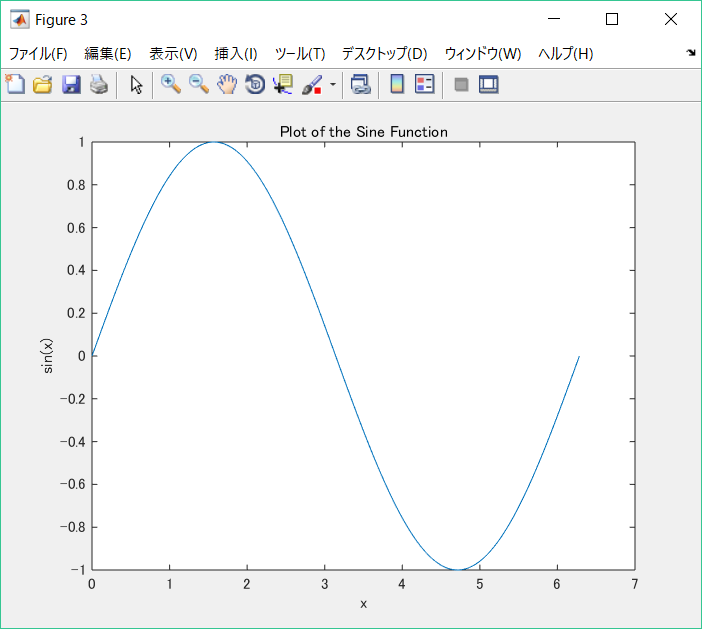 Figure 3
ファイル(F) 編集(E) 表示(V) 挿入(I) ツール(T) デスクトップ(D) ウィンドウ(W) ヘルプ(H)
Plot of the Sine Function
1
0.8
0.6
0.4
0.2
0
-0.2
-0.4
-0.6
-0.8
-1
sin(x)
0 1 2 3 4 5 6 7
x